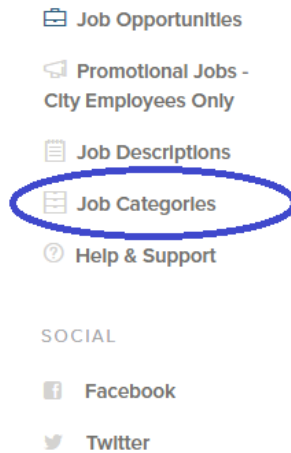 Job Opportunities
Promotional Jobs -
City Employees Only
Job Descriptions
Job Categories
Help & Support
SOCIAL
Facebook
Twitter